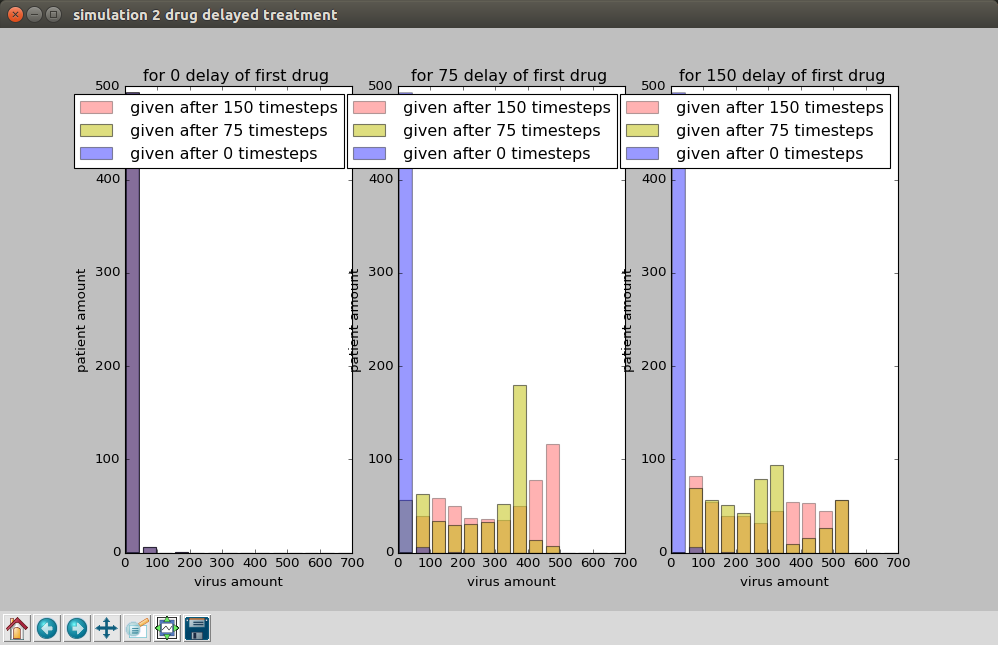 simulation 2 drug delayed treatment
for 0 delay of first drug
500
given after 150 timesteps
given after 75 timesteps
given after 0 timesteps
400
300
200
100
0
patient amount
0 100 200 300 400 500 600 700
virus amount
for 75 delay of first drug
500
given after 150 timesteps
given after 75 timesteps
given after 0 timesteps
400
300
200
100
0
patient amount
0 100 200 300 400 500 600 700
virus amount
for 150 delay of first drug
500
given after 150 timesteps
given after 75 timesteps
given after 0 timesteps
400
300
200
100
0
patient amount
0 100 200 300 400 500 600 700
virus amount